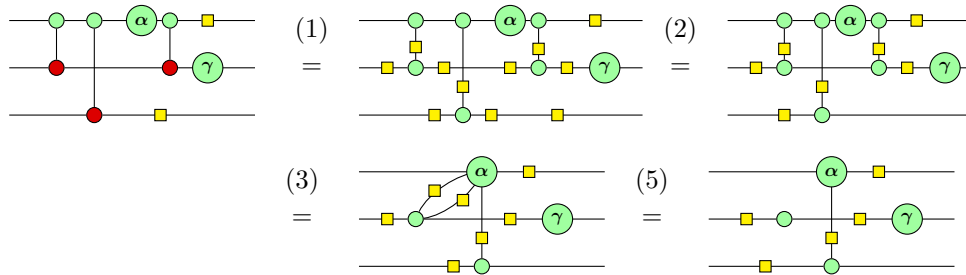 α (1) α (2) α
γ = γ = γ
(3) α (5) α
= γ = γ